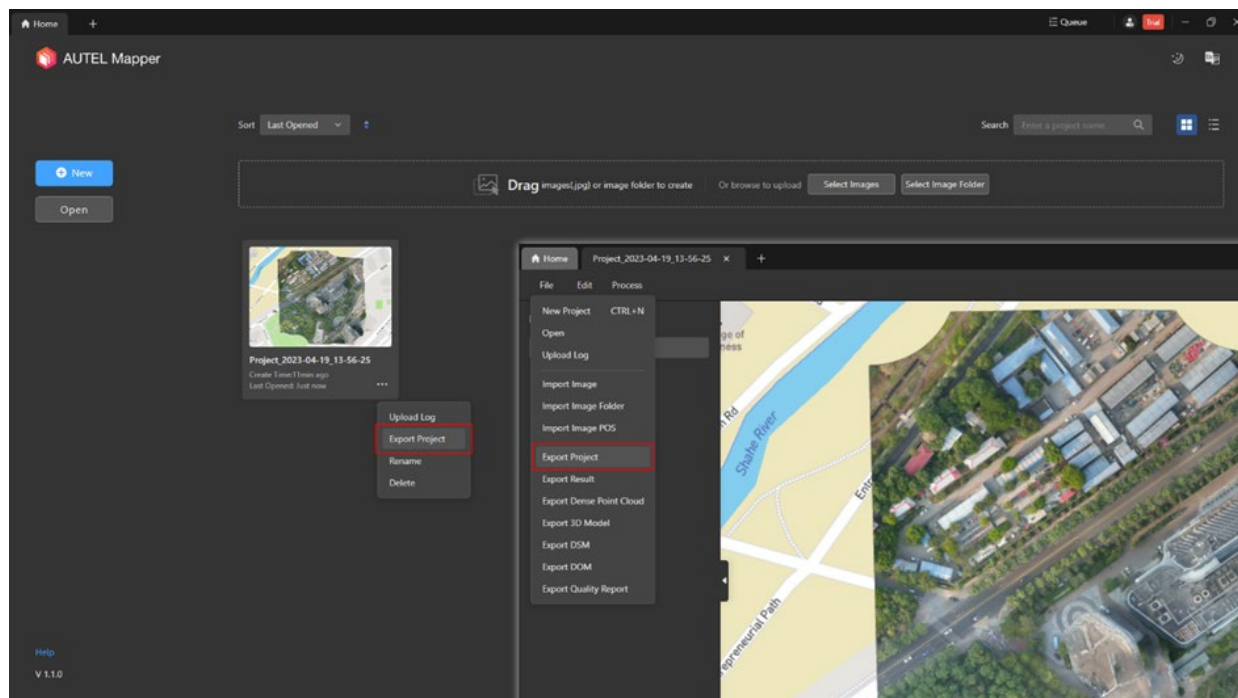 Home
+
Queue
Trial
AUTEL Mapper
Sort
Last Opened
Search
Enter a project name
New
Open
Drag images(.jpg) or image folder to create
Or browse to upload
Select Images
Select Image Folder
Project_2023-04-19_13-56-25
Create Time:11min ago
Last Opened: Just now
...
Upload Log
Export Project
Rename
Delete
Home
Project_2023-04-19_13-56-25
×
+
File
Edit
Process
New Project CTRL+N
Open
Upload Log
Import Image
Import Image Folder
Import Image POS
Export Project
Export Result
Export Dense Point Cloud
Export 3D Model
Export DSM
Export DOM
Export Quality Report
ge of
ness
Rd
Shahe River
Entr
epreneurial Path
Help
V 1.1.0